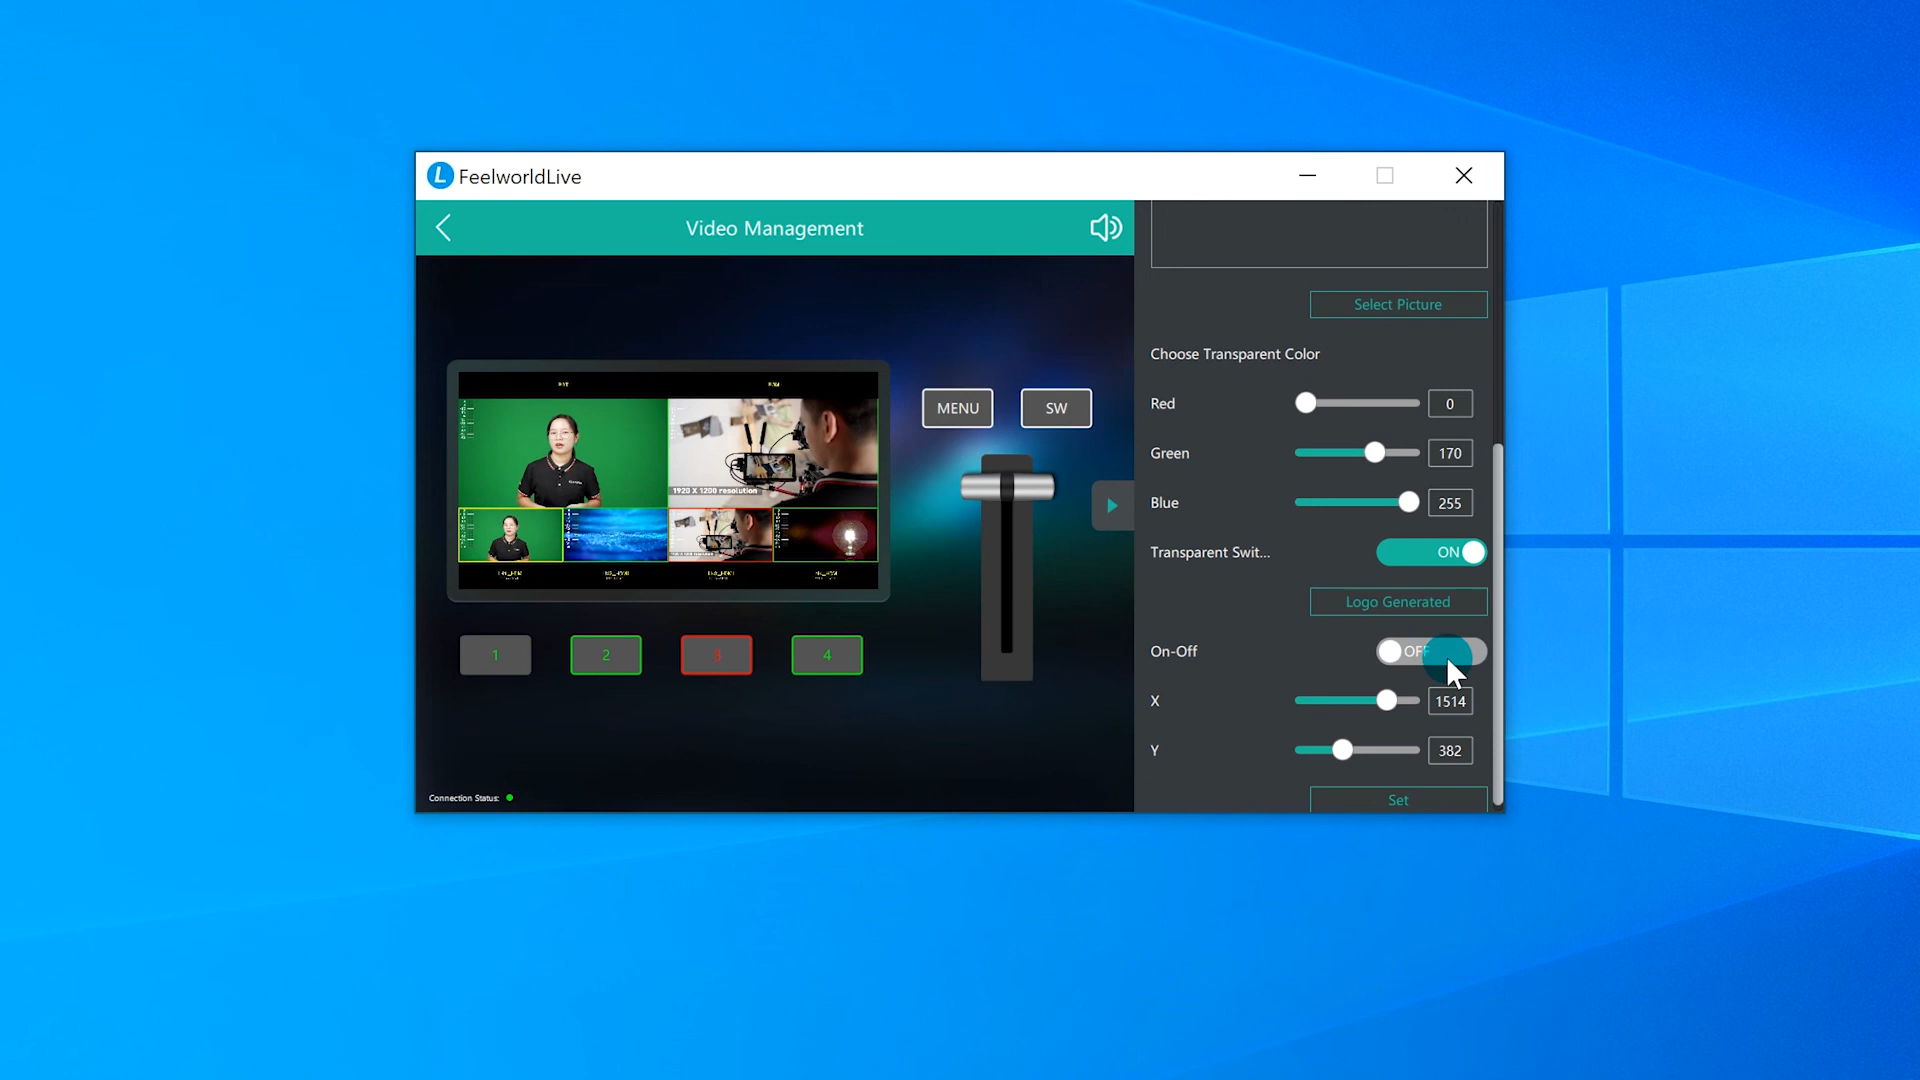 L FeelworldLive
Video Management
Select Picture
Choose Transparent Color
Red 0
Green 170
Blue 255
Transparent Swit... ON
Logo Generated
On-Off OFF
X 1514
Y 382
Set
MENU SW
1920 X 1200 resolution
1 2 3 4
Connection Status: